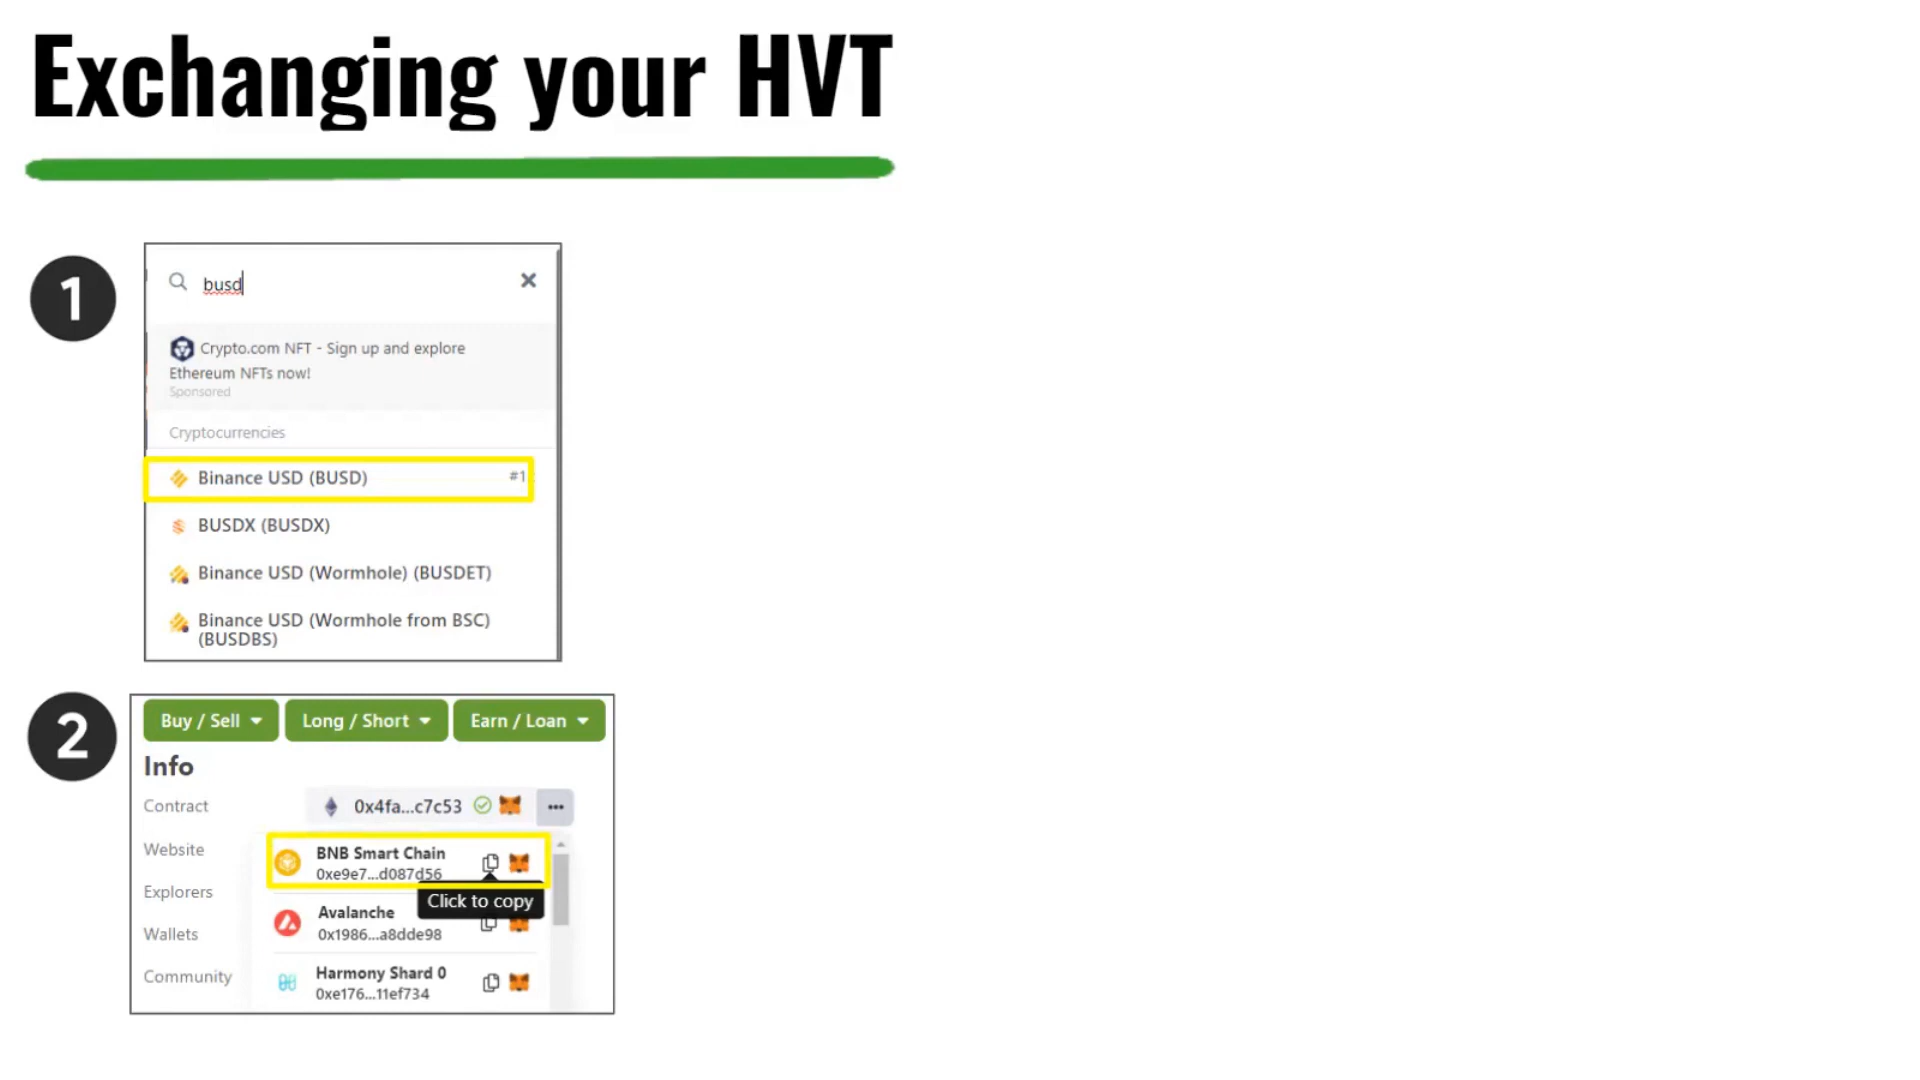 Exchanging your HVT
1
busd
Crypto.com NFT - Sign up and explore
Ethereum NFTs now!
Sponsored
Cryptocurrencies
Binance USD (BUSD) #1
BUSDX (BUSDX)
Binance USD (Wormhole) (BUSDET)
Binance USD (Wormhole from BSC)
(BUSDBS)
2
Buy / Sell Long / Short Earn / Loan
Info
Contract 0x4fa...c7c53
Website
BNB Smart Chain
0xe9e7...d087d56
Click to copy
Explorers
Avalanche
0x1986...a8dde98
Wallets
Community
Harmony Shard 0
0xe176...11ef734